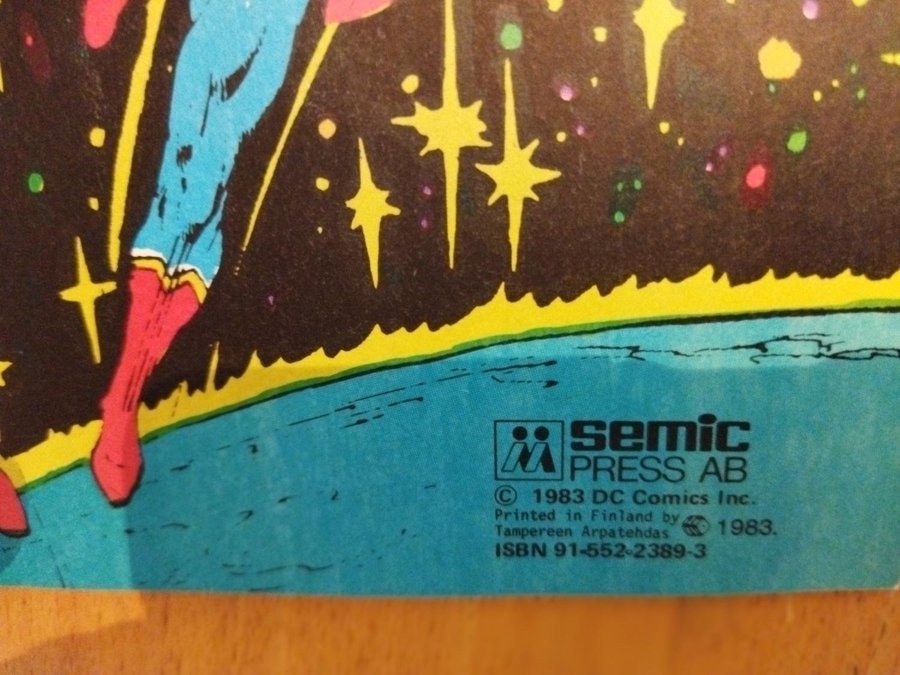 semic
PRESS AB
© 1983 DC Comics Inc.
Printed in Finland by
Tampereen Arpatehdas 1983.
ISBN 91-552-2389-3